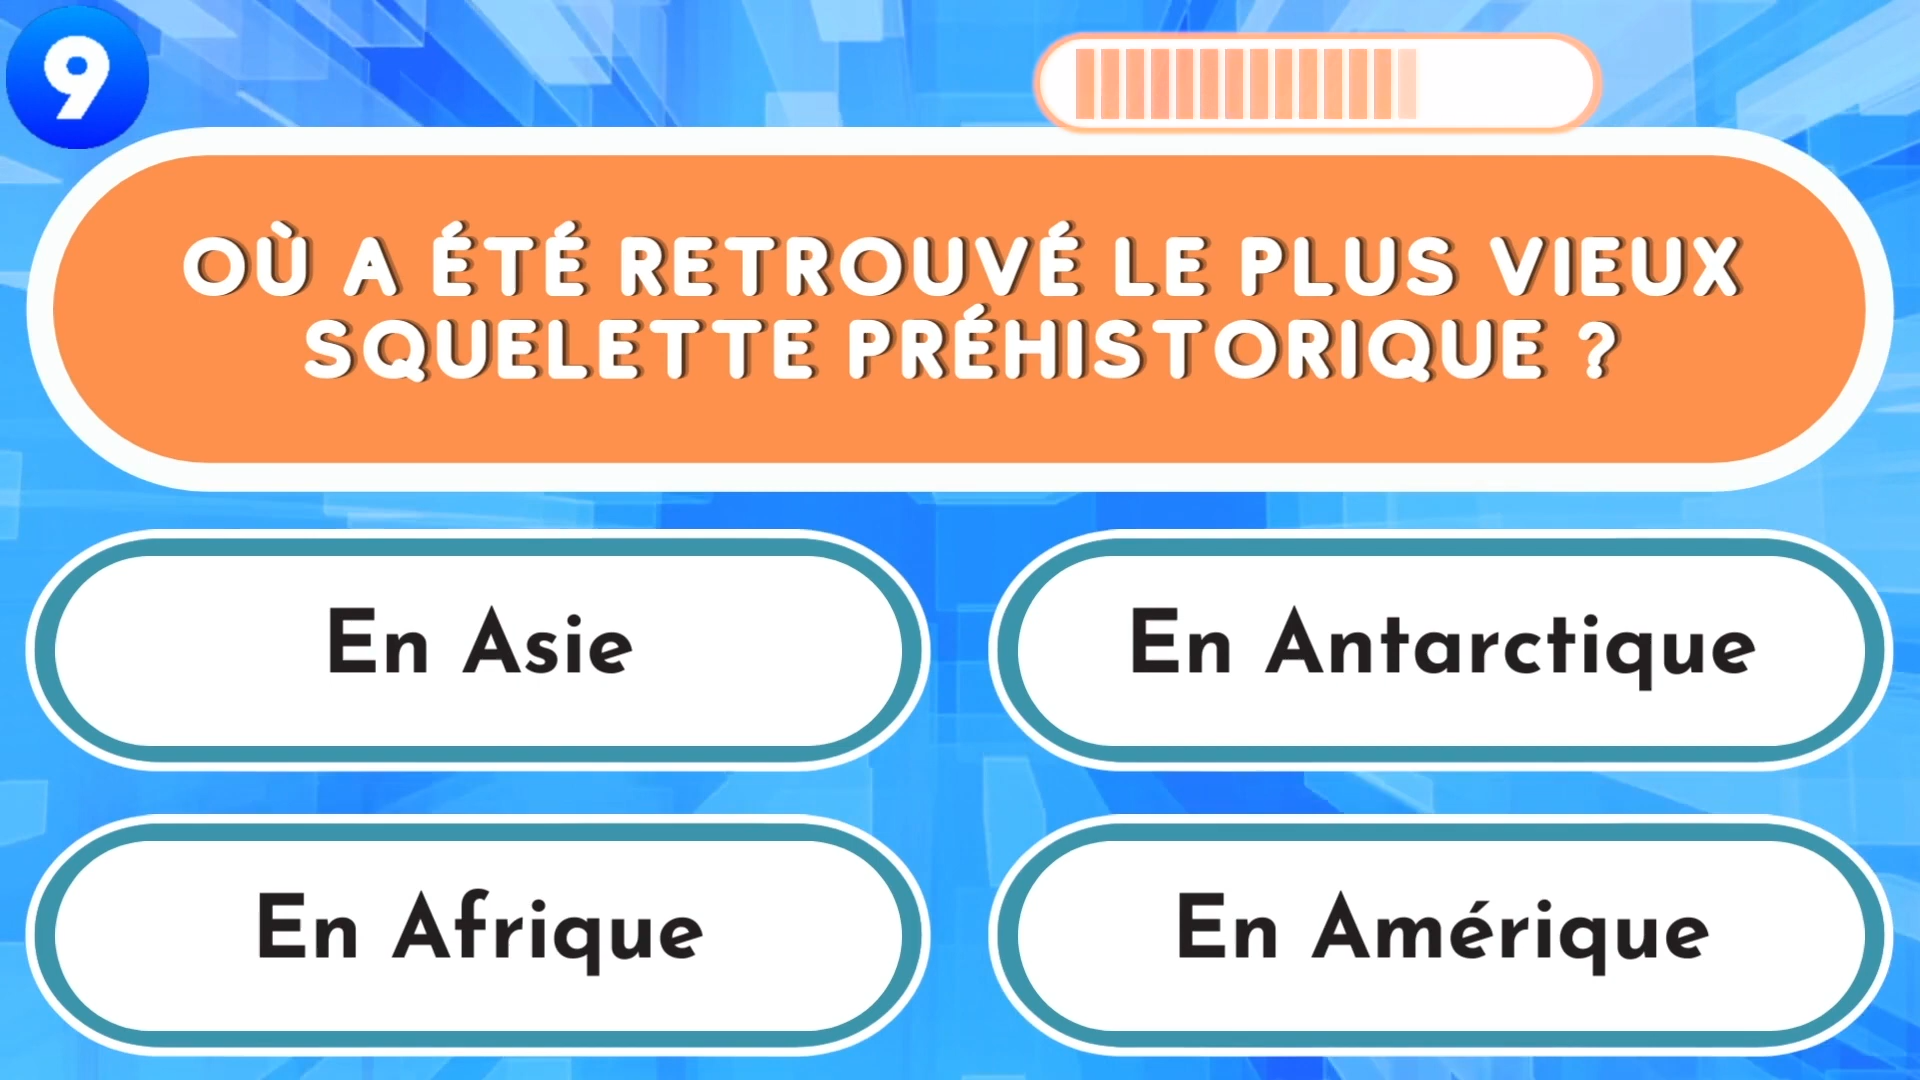 9
OÙ A ÉTÉ RETROUVÉ LE PLUS VIEUX
SQUELETTE PRÉHISTORIQUE ?
En Asie
En Antarctique
En Afrique
En Amérique